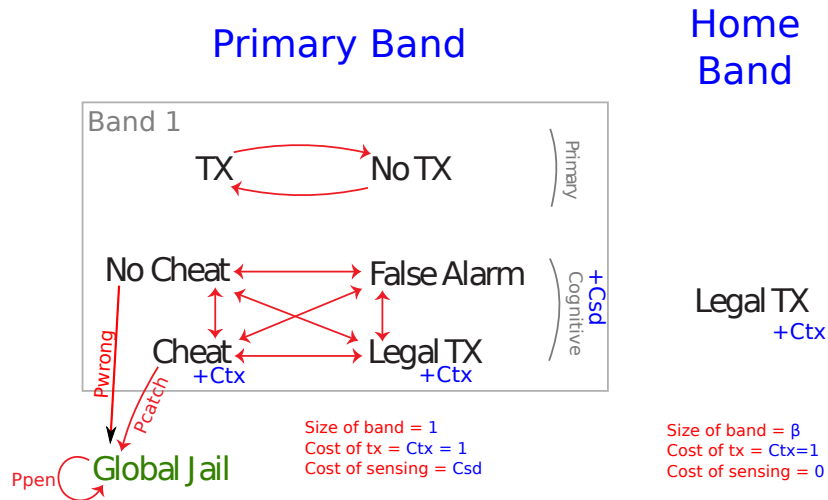 Primary Band
Home
Band
Band 1
TX
No TX
Primary
No Cheat
False Alarm
Cognitive
+Csd
Legal TX
+Ctx
Cheat
+Ctx
Legal TX
+Ctx
Pwrong
Pcatch
Size of band = 1
Cost of tx = Ctx = 1
Cost of sensing = Csd
Size of band = β
Cost of tx = Ctx=1
Cost of sensing = 0
Ppen
Global Jail